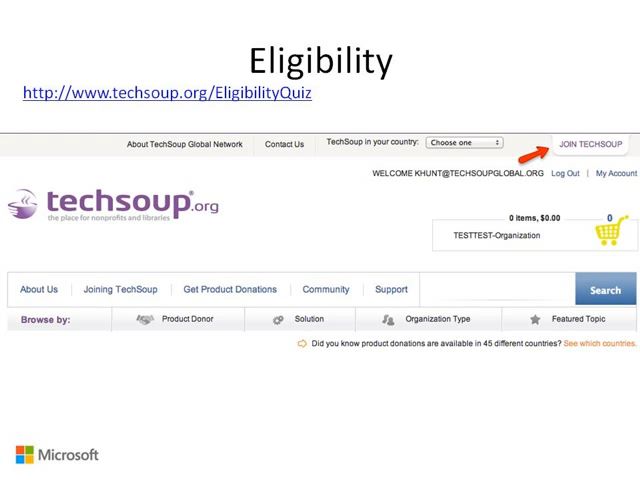 Eligibility
http://www.techsoup.org/EligibilityQuiz
About TechSoup Global Network Contact Us TechSoup in your country: Choose one JOIN TECHSOUP
WELCOME KHUNT@TECHSOUPGLOBAL.ORG Log Out | My Account
techsoup®.org
the place for nonprofits and libraries
0 items, $0.00 0
TESTTEST-Organization
About Us Joining TechSoup Get Product Donations Community Support Search
Browse by: Product Donor Solution Organization Type Featured Topic
Did you know product donations are available in 45 different countries? See which countries.
Microsoft